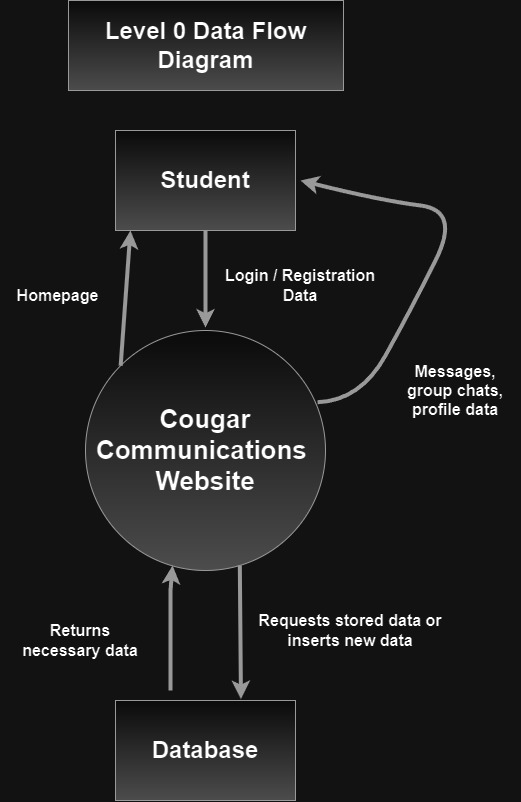 Level 0 Data Flow
Diagram
Student
Homepage
Login / Registration
Data
Messages,
group chats,
profile data
Cougar
Communications
Website
Returns
necessary data
Requests stored data or
inserts new data
Database